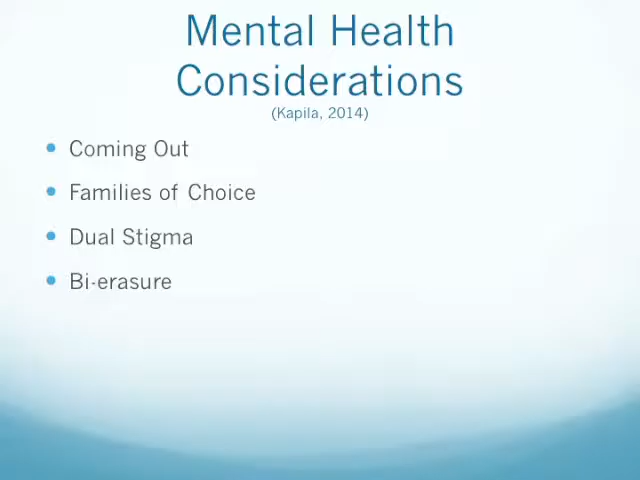 Mental Health
Considerations
(Kapila, 2014)
Coming Out
Families of Choice
Dual Stigma
Bi-erasure